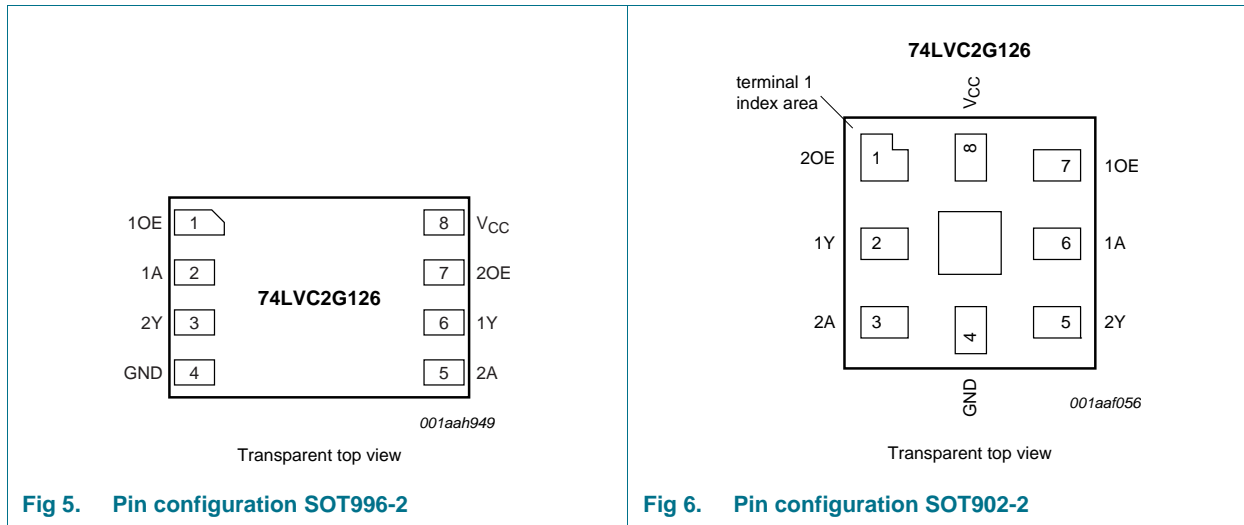 1OE 1 8 VCC
1A 2 7 2OE
74LVC2G126
2Y 3 6 1Y
GND 4 5 2A
001aah949
Transparent top view
Fig 5. Pin configuration SOT996-2
74LVC2G126
terminal 1
index area
VCC
2OE 1 8 7 1OE
1Y 2 6 1A
2A 3 4 5 2Y
GND
001aaf056
Transparent top view
Fig 6. Pin configuration SOT902-2